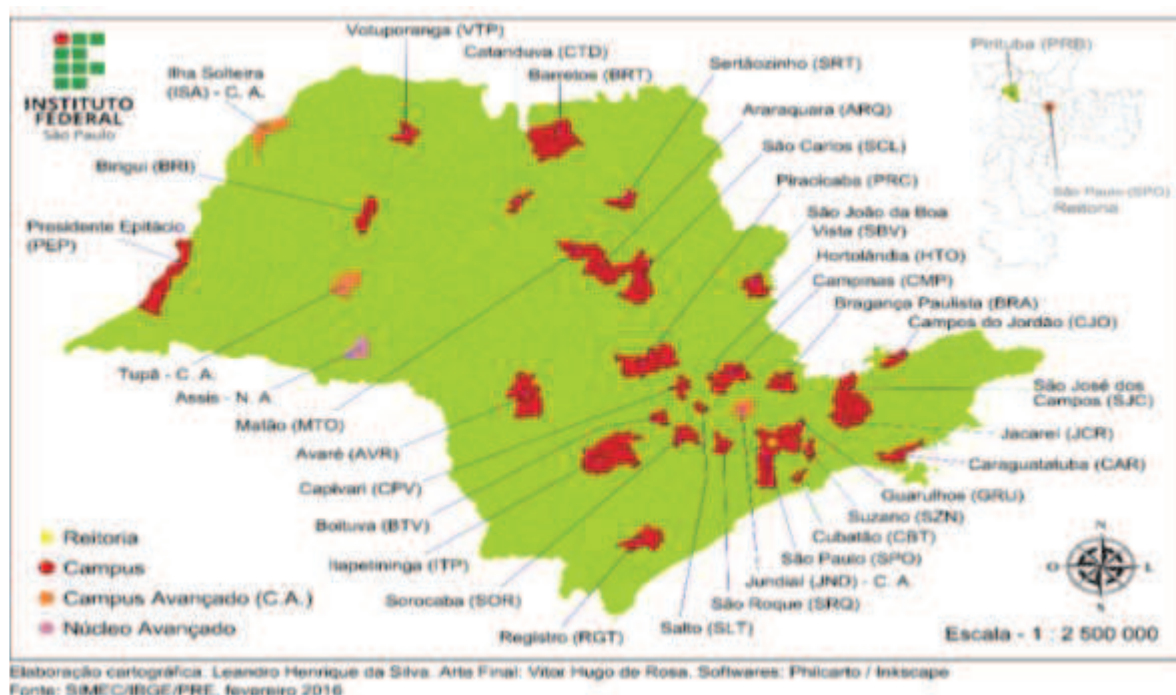 INSTITUTO
FEDERAL
São Paulo
Votuporanga (VTP)
Catanduva (CTD)
Barretos (BRT)
Sertãozinho (SRT)
Ilha Solteira
(ISA) - C. A.
Araraquara (ARQ)
São Carlos (SCL)
Birigui (BRI)
Piracicaba (PRC)
Presidente Epitácio
(PEP)
São João da Boa
Vista (SBV)
Hortolândia (HTO)
Campinas (CMP)
Bragança Paulista (BRA)
Campos do Jordão (CJO)
Pirituba (PRB)
São Paulo (SPO)
Reitoria
Tupã - C. A.
Assis - N. A.
Matão (MTO)
Avaré (AVR)
Capivari (CPV)
Boituva (BTV)
Itapetininga (ITP)
Sorocaba (SOR)
Registro (RGT)
São José dos
Campos (SJC)
Jacareí (JCR)
Caraguatatuba (CAR)
Guarulhos (GRU)
Suzano (SZN)
Cubatão (CBT)
São Paulo (SPO)
Jundiaí (JND) - C. A.
São Roque (SRQ)
Salto (SLT)
Reitoria
Campus
Campus Avançado (C.A.)
Núcleo Avançado
N
O
L
S
Escala - 1 : 2 500 000
Elaboração cartográfica. Leandro Henrique da Silva. Arte Final: Vitor Hugo de Rosa. Softwares: Philcarto / Inkscape
Fonte: SIMEC/IBGE/PRE, fevereiro 2016